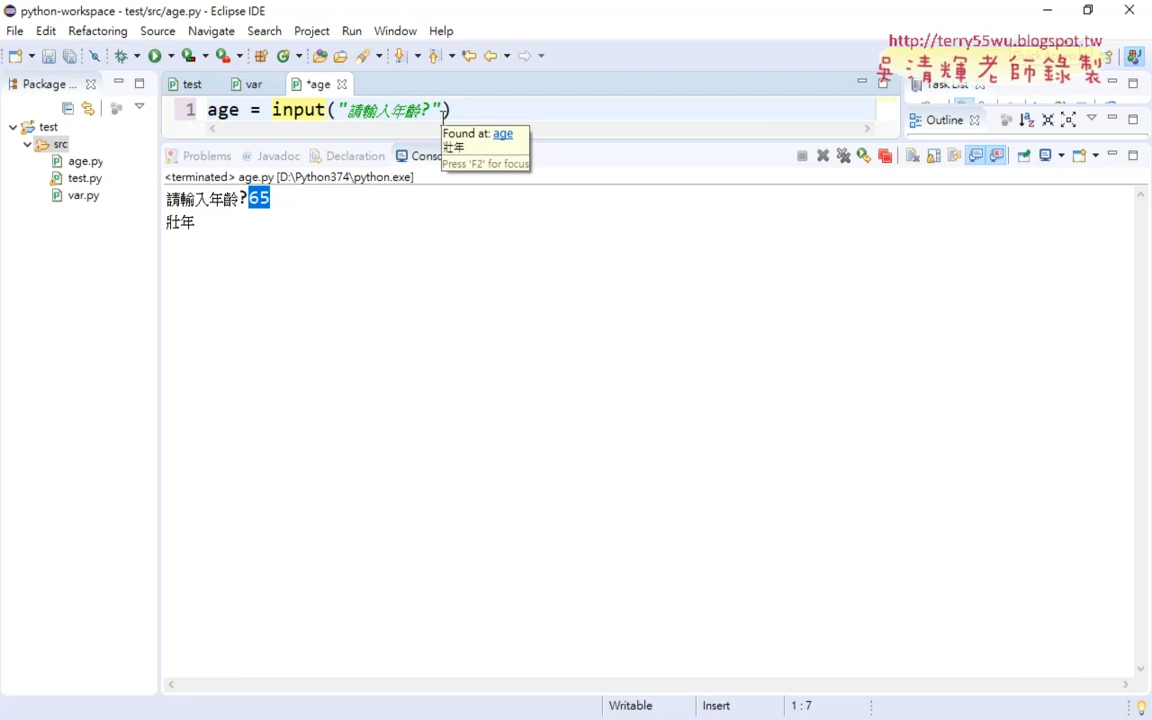 python-workspace - test/src/age.py - Eclipse IDE
File Edit Refactoring Source Navigate Search Project Run Window Help
http://terry55wu.blogspot.tw
吳清輝老師錄製
Package ...
test
var
*age
Task List
1 age = input("請輸入年齡?")
Outline
test
src
age.py
test.py
var.py
Found at: age
壯年
Press 'F2' for focus
Problems
Javadoc
Declaration
Conso
<terminated> age.py [D:\Python374\python.exe]
請輸入年齡?65
壯年
Writable
Insert
1 : 7